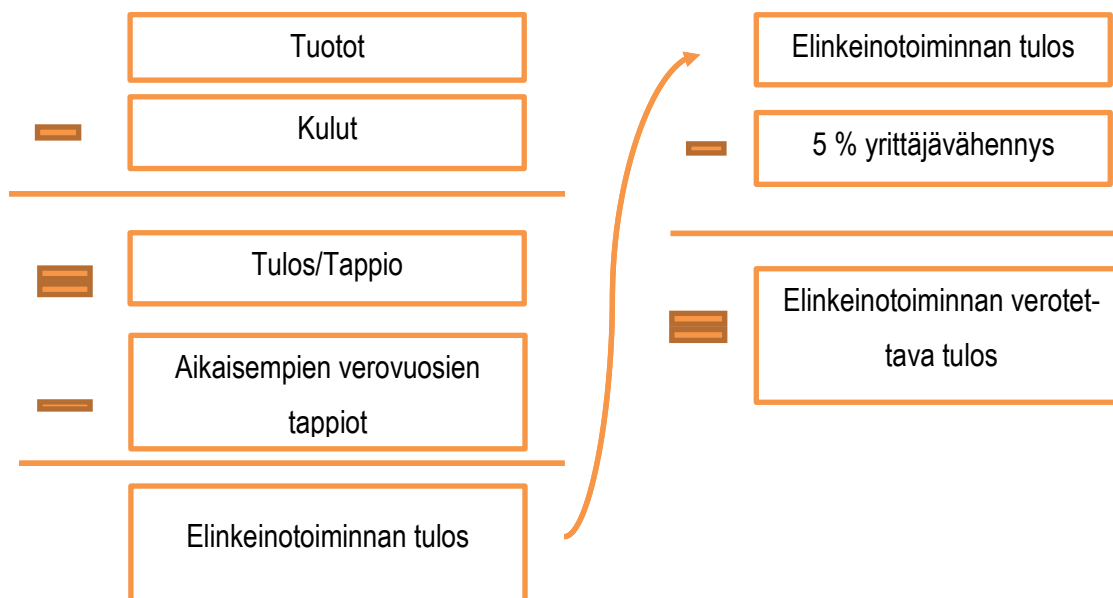 Tuotot
Kulut
Tulos/Tappio
Aikaisempien verovuosien
tappiot
Elinkeinotoiminnan tulos
Elinkeinotoiminnan tulos
5 % yrittäjävähennys
Elinkeinotoiminnan verotet-
tava tulos